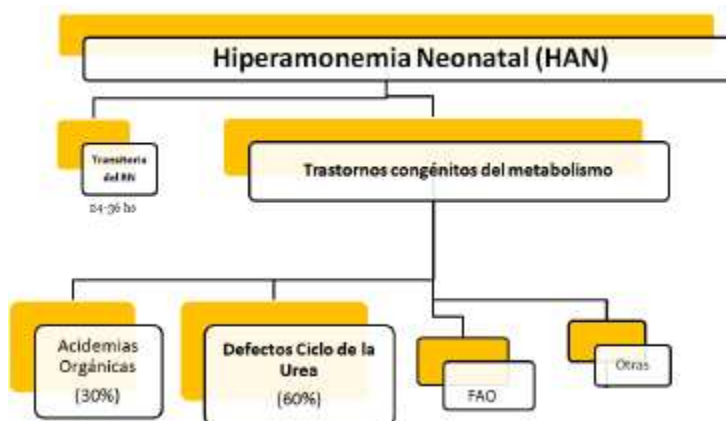 Hiperamonemia Neonatal (HAN)
Transitoria
del RN
24-36 hs
Trastornos congénitos del metabolismo
Acidemias
Orgánicas
(30%)
Defectos Ciclo de la
Urea
(60%)
FAO
Otras